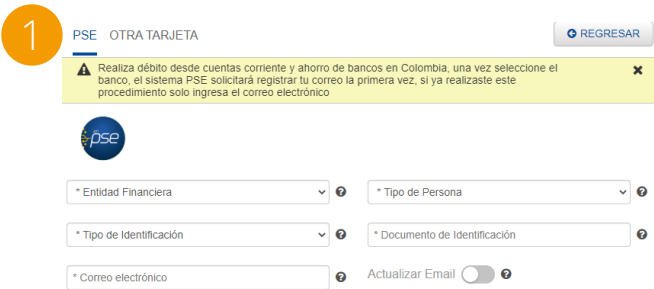 1
PSE OTRA TARJETA REGRESAR
Realiza débito desde cuentas corriente y ahorro de bancos en Colombia, una vez seleccione el
banco, el sistema PSE solicitará registrar tu correo la primera vez, si ya realizaste este
procedimiento solo ingresa el correo electrónico
pse
* Entidad Financiera * Tipo de Persona
* Tipo de Identificación * Documento de Identificación
* Correo electrónico Actualizar Email